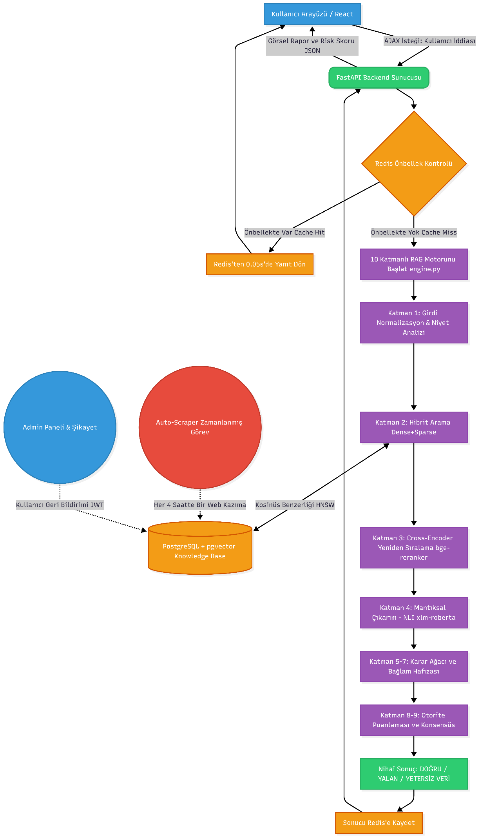 Kullanıcı Arayüzü / React
Görsel Rapor ve Risk Skoru
JSON
AJAX İsteği: Kullanıcı İddiası
FastAPI Backend Sunucusu
Redis Önbellek Kontrolü
Önbellekte Var Cache Hit
Önbellekte Yok Cache Miss
Redis'ten 0.05s'de Yanıt Dön
10 Katmanlı RAG Motorunu
Başlat engine.py
Katman 1: Girdi
Normalizasyon & Niyet
Analizi
Admin Paneli & Şikayet
Auto-Scraper Zamanlanmış
Görev
Katman 2: Hibrit Arama
Dense+Sparse
Kullanıcı Geri Bildirimi JWT
Her 4 Saatte Bir Web Kazıma
Kosinüs Benzerliği HNSW
PostgreSQL + pgvector
Knowledge Base
Katman 3: Cross-Encoder
Yeniden Sıralama bge-
reranker
Katman 4: Mantıksal
Çıkarım - NLI xlm-roberta
Katman 5-7: Karar Ağacı ve
Bağlam Hafızası
Katman 8-9: Otorite
Puanlaması ve Konsensüs
Nihai Sonuç: DOĞRU /
YALAN / YETERSİZ VERİ
Sonucu Redis'e Kaydet